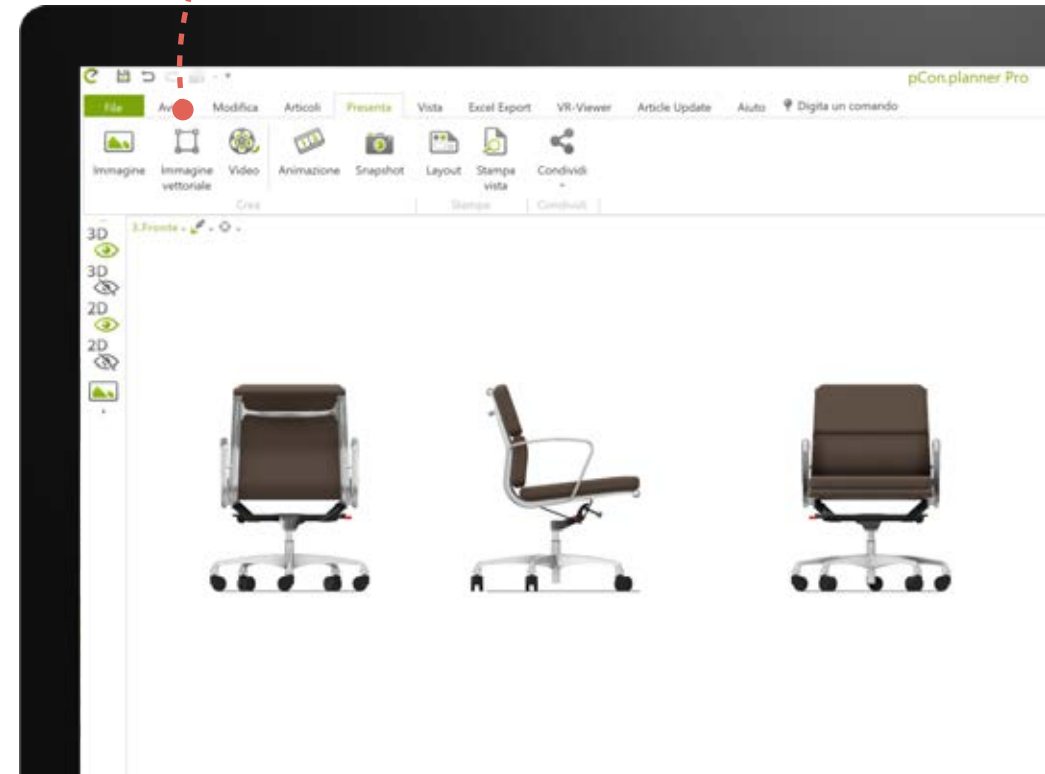 pCon.planner Pro
File Modifica Articoli Presenta Vista Excel Export VR-Viewer Article Update Aiuto Digita un comando
Immagine Immagine vettoriale Video Animazione Snapshot Layout Stampa vista Condividi
Crea Stampa Condividi
3D
3.Fronte
3D
2D
2D